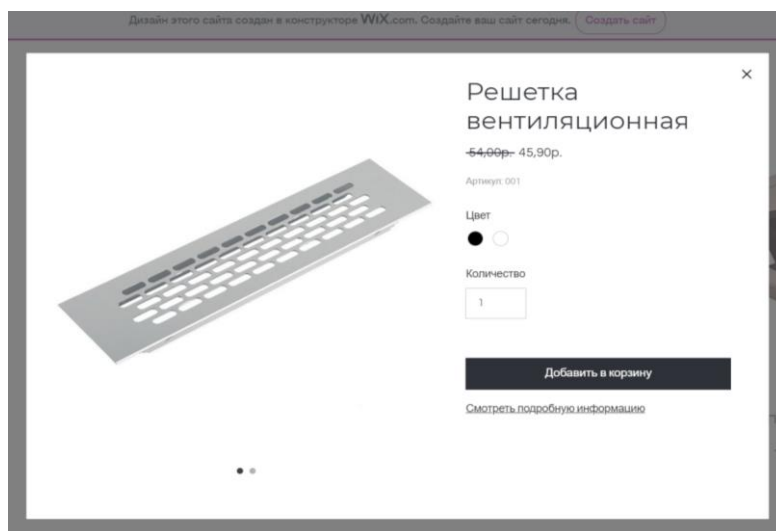 Дизайн этого сайта создан в конструкторе WiX.com. Создайте ваш сайт сегодня. Создать сайт
Решетка
вентиляционная
54,00р. 45,90р.
Артикул: 001
Цвет
Количество
1
Добавить в корзину
Смотреть подробную информацию